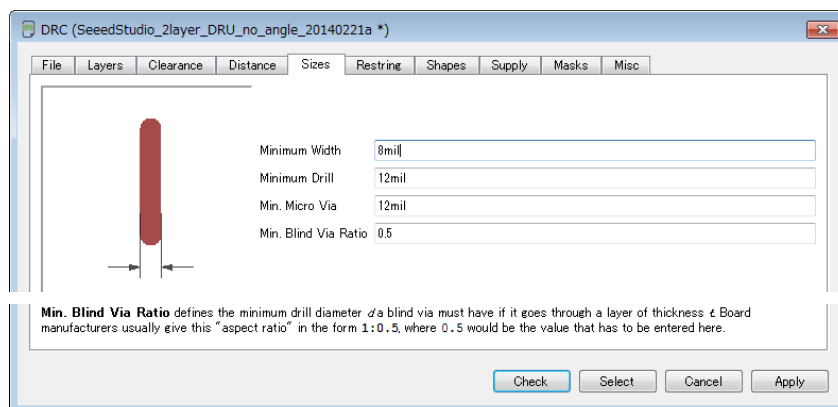 DRC (SeeedStudio_2layer_DRU_no_angle_20140221a *)
File Layers Clearance Distance Sizes Restring Shapes Supply Masks Misc
Minimum Width 8mil
Minimum Drill 12mil
Min. Micro Via 12mil
Min. Blind Via Ratio 0.5
Min. Blind Via Ratio defines the minimum drill diameter d a blind via must have if it goes through a layer of thickness t. Board
manufacturers usually give this "aspect ratio" in the form 1:0.5, where 0.5 would be the value that has to be entered here.
Check Select Cancel Apply